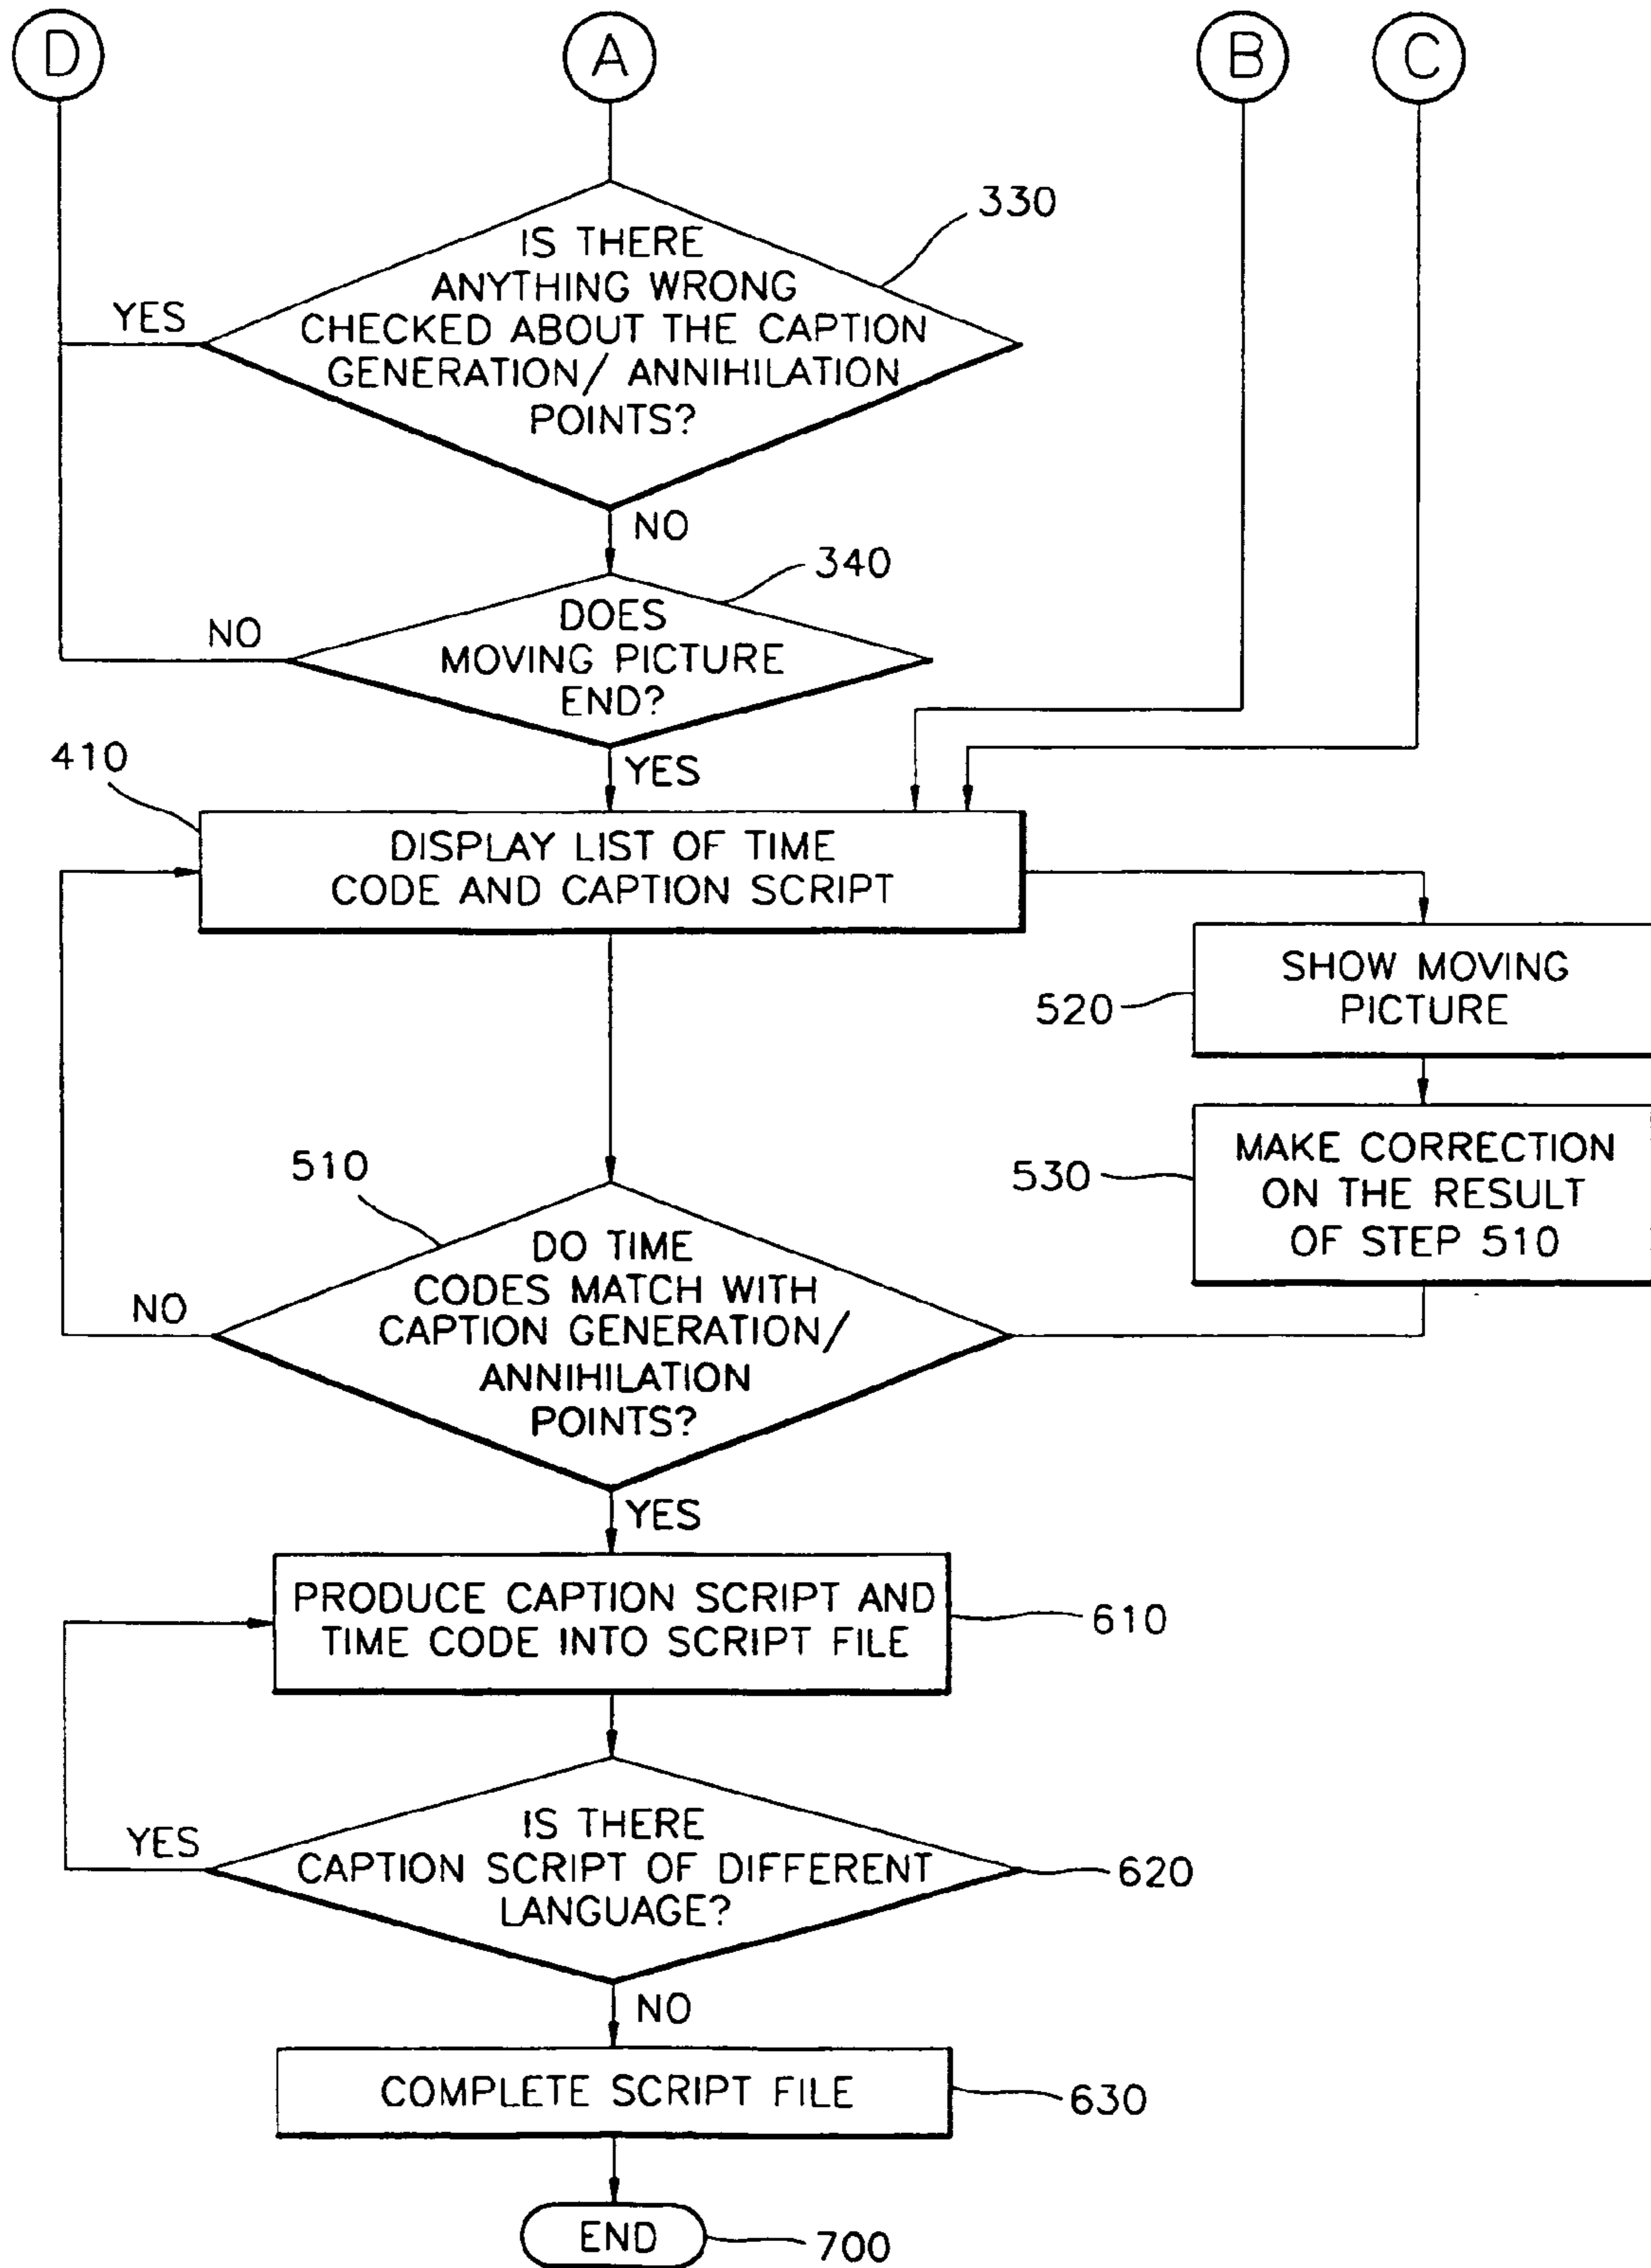 D
A
B
C
330
IS THERE
ANYTHING WRONG
CHECKED ABOUT THE CAPTION
GENERATION/ ANNIHILATION
POINTS?
YES
NO
340
DOES
MOVING PICTURE
END?
NO
YES
410
DISPLAY LIST OF TIME
CODE AND CAPTION SCRIPT
SHOW MOVING
PICTURE
520
MAKE CORRECTION
ON THE RESULT
OF STEP 510
530
510
DO TIME
CODES MATCH WITH
CAPTION GENERATION/
ANNIHILATION
POINTS?
NO
YES
PRODUCE CAPTION SCRIPT AND
TIME CODE INTO SCRIPT FILE
610
IS THERE
CAPTION SCRIPT OF DIFFERENT
LANGUAGE?
YES
620
NO
COMPLETE SCRIPT FILE
630
END
700